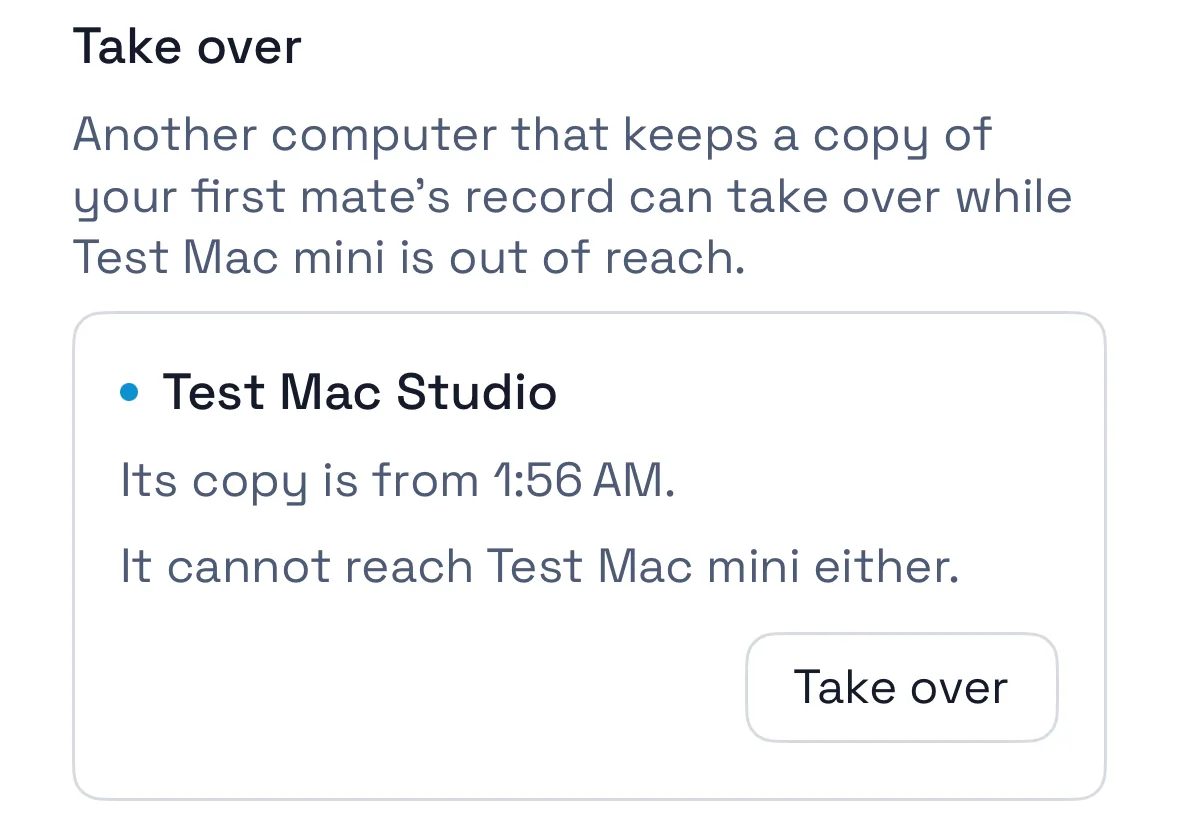 Take over
Another computer that keeps a copy of
your first mate’s record can take over while
Test Mac mini is out of reach.
Test Mac Studio
Its copy is from 1:56 AM.
It cannot reach Test Mac mini either.
Take over